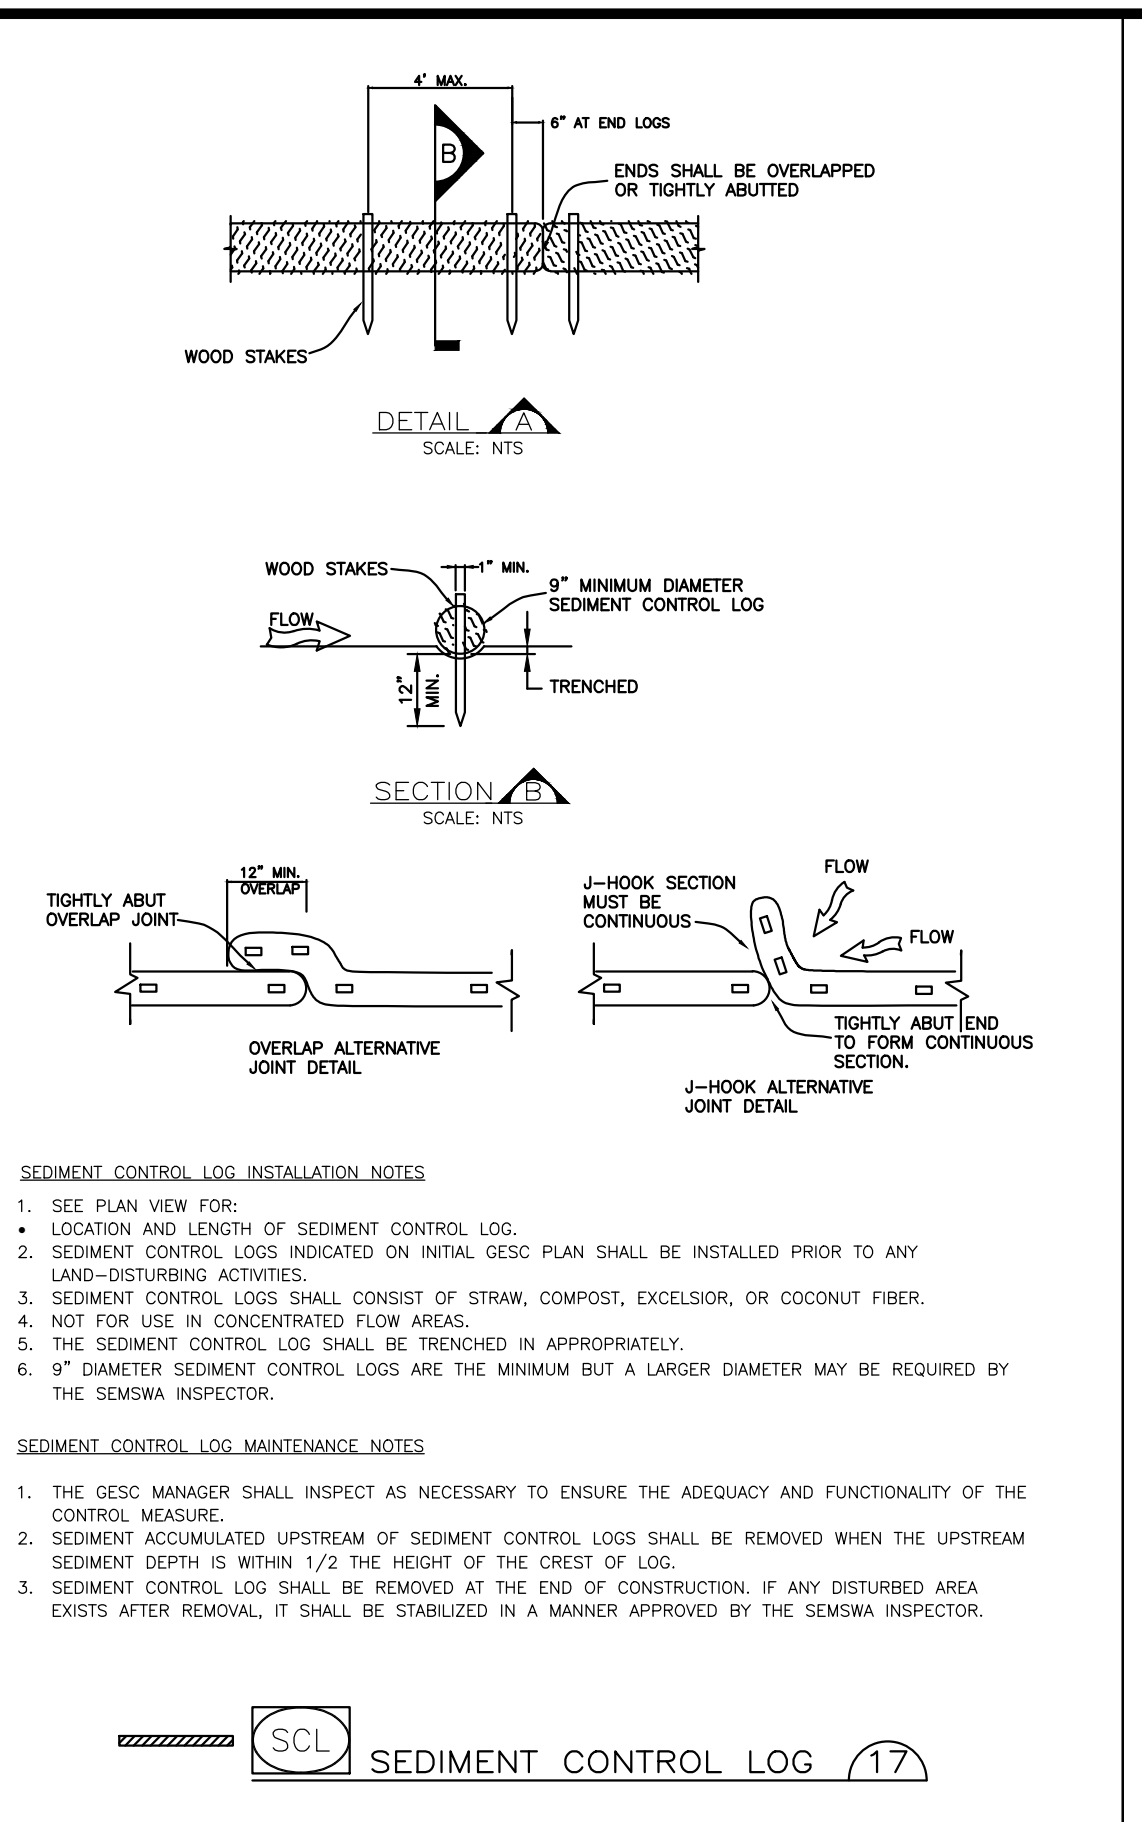 4' MAX.
6" AT END LOGS
B
ENDS SHALL BE OVERLAPPED
OR TIGHTLY ABUTTED
WOOD STAKES
DETAIL A
SCALE: NTS
WOOD STAKES
1" MIN.
9" MINIMUM DIAMETER
SEDIMENT CONTROL LOG
FLOW
12"
MIN.
TRENCHED
SECTION B
SCALE: NTS
12" MIN.
OVERLAP
TIGHTLY ABUT
OVERLAP JOINT
OVERLAP ALTERNATIVE
JOINT DETAIL
FLOW
J-HOOK SECTION
MUST BE
CONTINUOUS
FLOW
TIGHTLY ABUT END
TO FORM CONTINUOUS
SECTION.
J-HOOK ALTERNATIVE
JOINT DETAIL
SEDIMENT CONTROL LOG INSTALLATION NOTES
1. SEE PLAN VIEW FOR:
• LOCATION AND LENGTH OF SEDIMENT CONTROL LOG.
2. SEDIMENT CONTROL LOGS INDICATED ON INITIAL GESC PLAN SHALL BE INSTALLED PRIOR TO ANY
LAND-DISTURBING ACTIVITIES.
3. SEDIMENT CONTROL LOGS SHALL CONSIST OF STRAW, COMPOST, EXCELSIOR, OR COCONUT FIBER.
4. NOT FOR USE IN CONCENTRATED FLOW AREAS.
5. THE SEDIMENT CONTROL LOG SHALL BE TRENCHED IN APPROPRIATELY.
6. 9" DIAMETER SEDIMENT CONTROL LOGS ARE THE MINIMUM BUT A LARGER DIAMETER MAY BE REQUIRED BY
THE SEMSWA INSPECTOR.
SEDIMENT CONTROL LOG MAINTENANCE NOTES
1. THE GESC MANAGER SHALL INSPECT AS NECESSARY TO ENSURE THE ADEQUACY AND FUNCTIONALITY OF THE
CONTROL MEASURE.
2. SEDIMENT ACCUMULATED UPSTREAM OF SEDIMENT CONTROL LOGS SHALL BE REMOVED WHEN THE UPSTREAM
SEDIMENT DEPTH IS WITHIN 1/2 THE HEIGHT OF THE CREST OF LOG.
3. SEDIMENT CONTROL LOG SHALL BE REMOVED AT THE END OF CONSTRUCTION. IF ANY DISTURBED AREA
EXISTS AFTER REMOVAL, IT SHALL BE STABILIZED IN A MANNER APPROVED BY THE SEMSWA INSPECTOR.
SCL
SEDIMENT CONTROL LOG 17